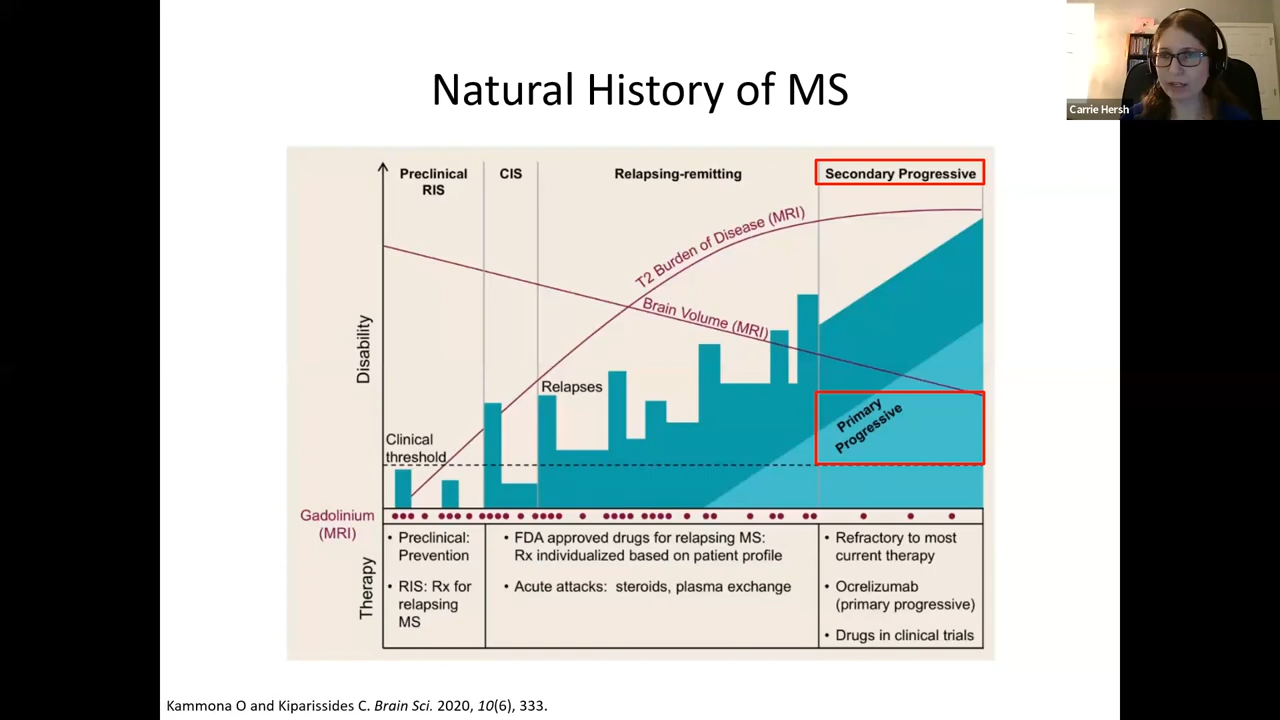 Natural History of MS
Carrie Hersh
Preclinical
RIS
CIS
Relapsing-remitting
Secondary Progressive
T2 Burden of Disease (MRI)
Brain Volume (MRI)
Disability
Relapses
Primary
Progressive
Clinical
threshold
Gadolinium
(MRI)
Therapy
• Preclinical:
Prevention
• RIS: Rx for
relapsing
MS
• FDA approved drugs for relapsing MS:
Rx individualized based on patient profile
• Acute attacks: steroids, plasma exchange
• Refractory to most
current therapy
• Ocrelizumab
(primary progressive)
• Drugs in clinical trials
Kammona O and Kiparissides C. Brain Sci. 2020, 10(6), 333.